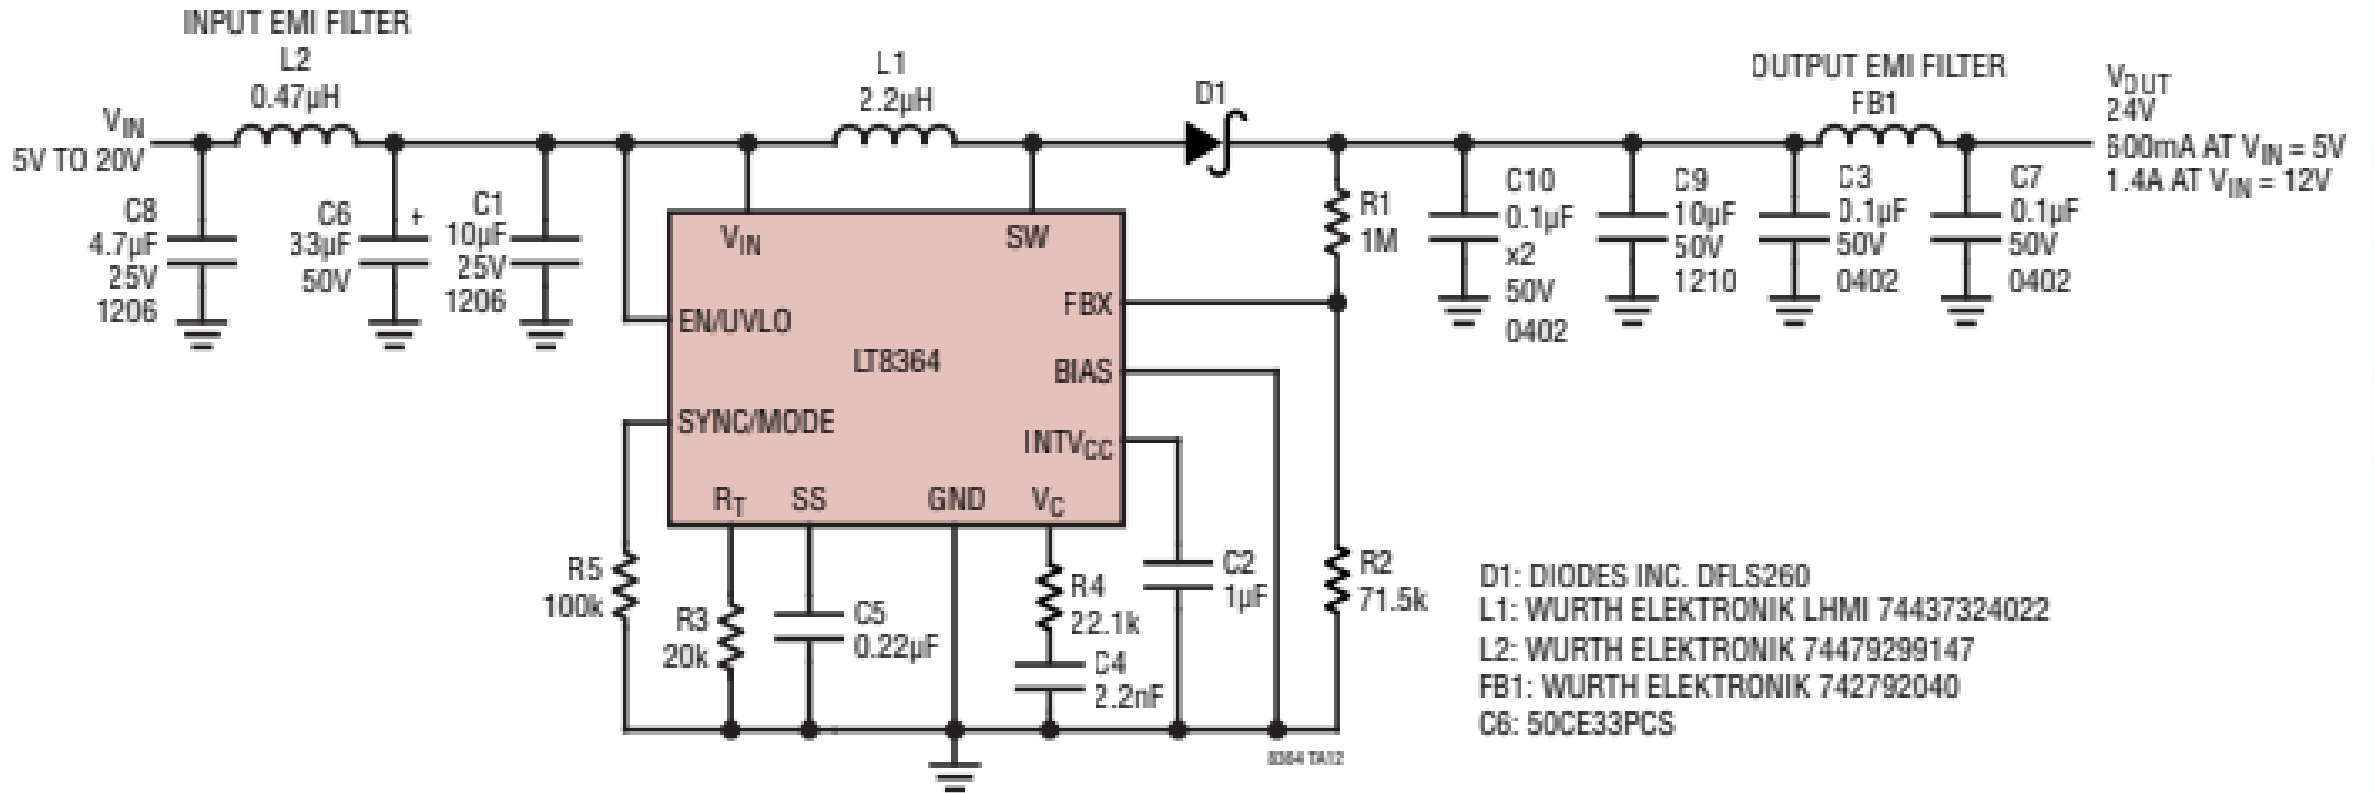 INPUT EMI FILTER
L2
0.47µH
VIN
5V TO 20V
C8
4.7µF
25V
1206
C6
33µF
50V
+
C1
10µF
25V
1206
L1
2.2µH
D1
OUTPUT EMI FILTER
FB1
VOUT
24V
600mA AT VIN = 5V
1.4A AT VIN = 12V
R1
1M
C10
0.1µF
x2
50V
0402
C9
10µF
50V
1210
C3
0.1µF
50V
0402
C7
0.1µF
50V
0402
VIN
SW
EN/UVLO
FBX
LT8364
BIAS
SYNC/MODE
INTVCC
RT
SS
GND
VC
R5
100k
R3
20k
C5
0.22µF
R4
22.1k
C4
2.2nF
C2
1µF
R2
71.5k
D1: DIODES INC. DFLS260
L1: WURTH ELEKTRONIK LHMI 74437324022
L2: WURTH ELEKTRONIK 74479299147
FB1: WURTH ELEKTRONIK 742792040
C6: 50CE33PCS
8364 TA12